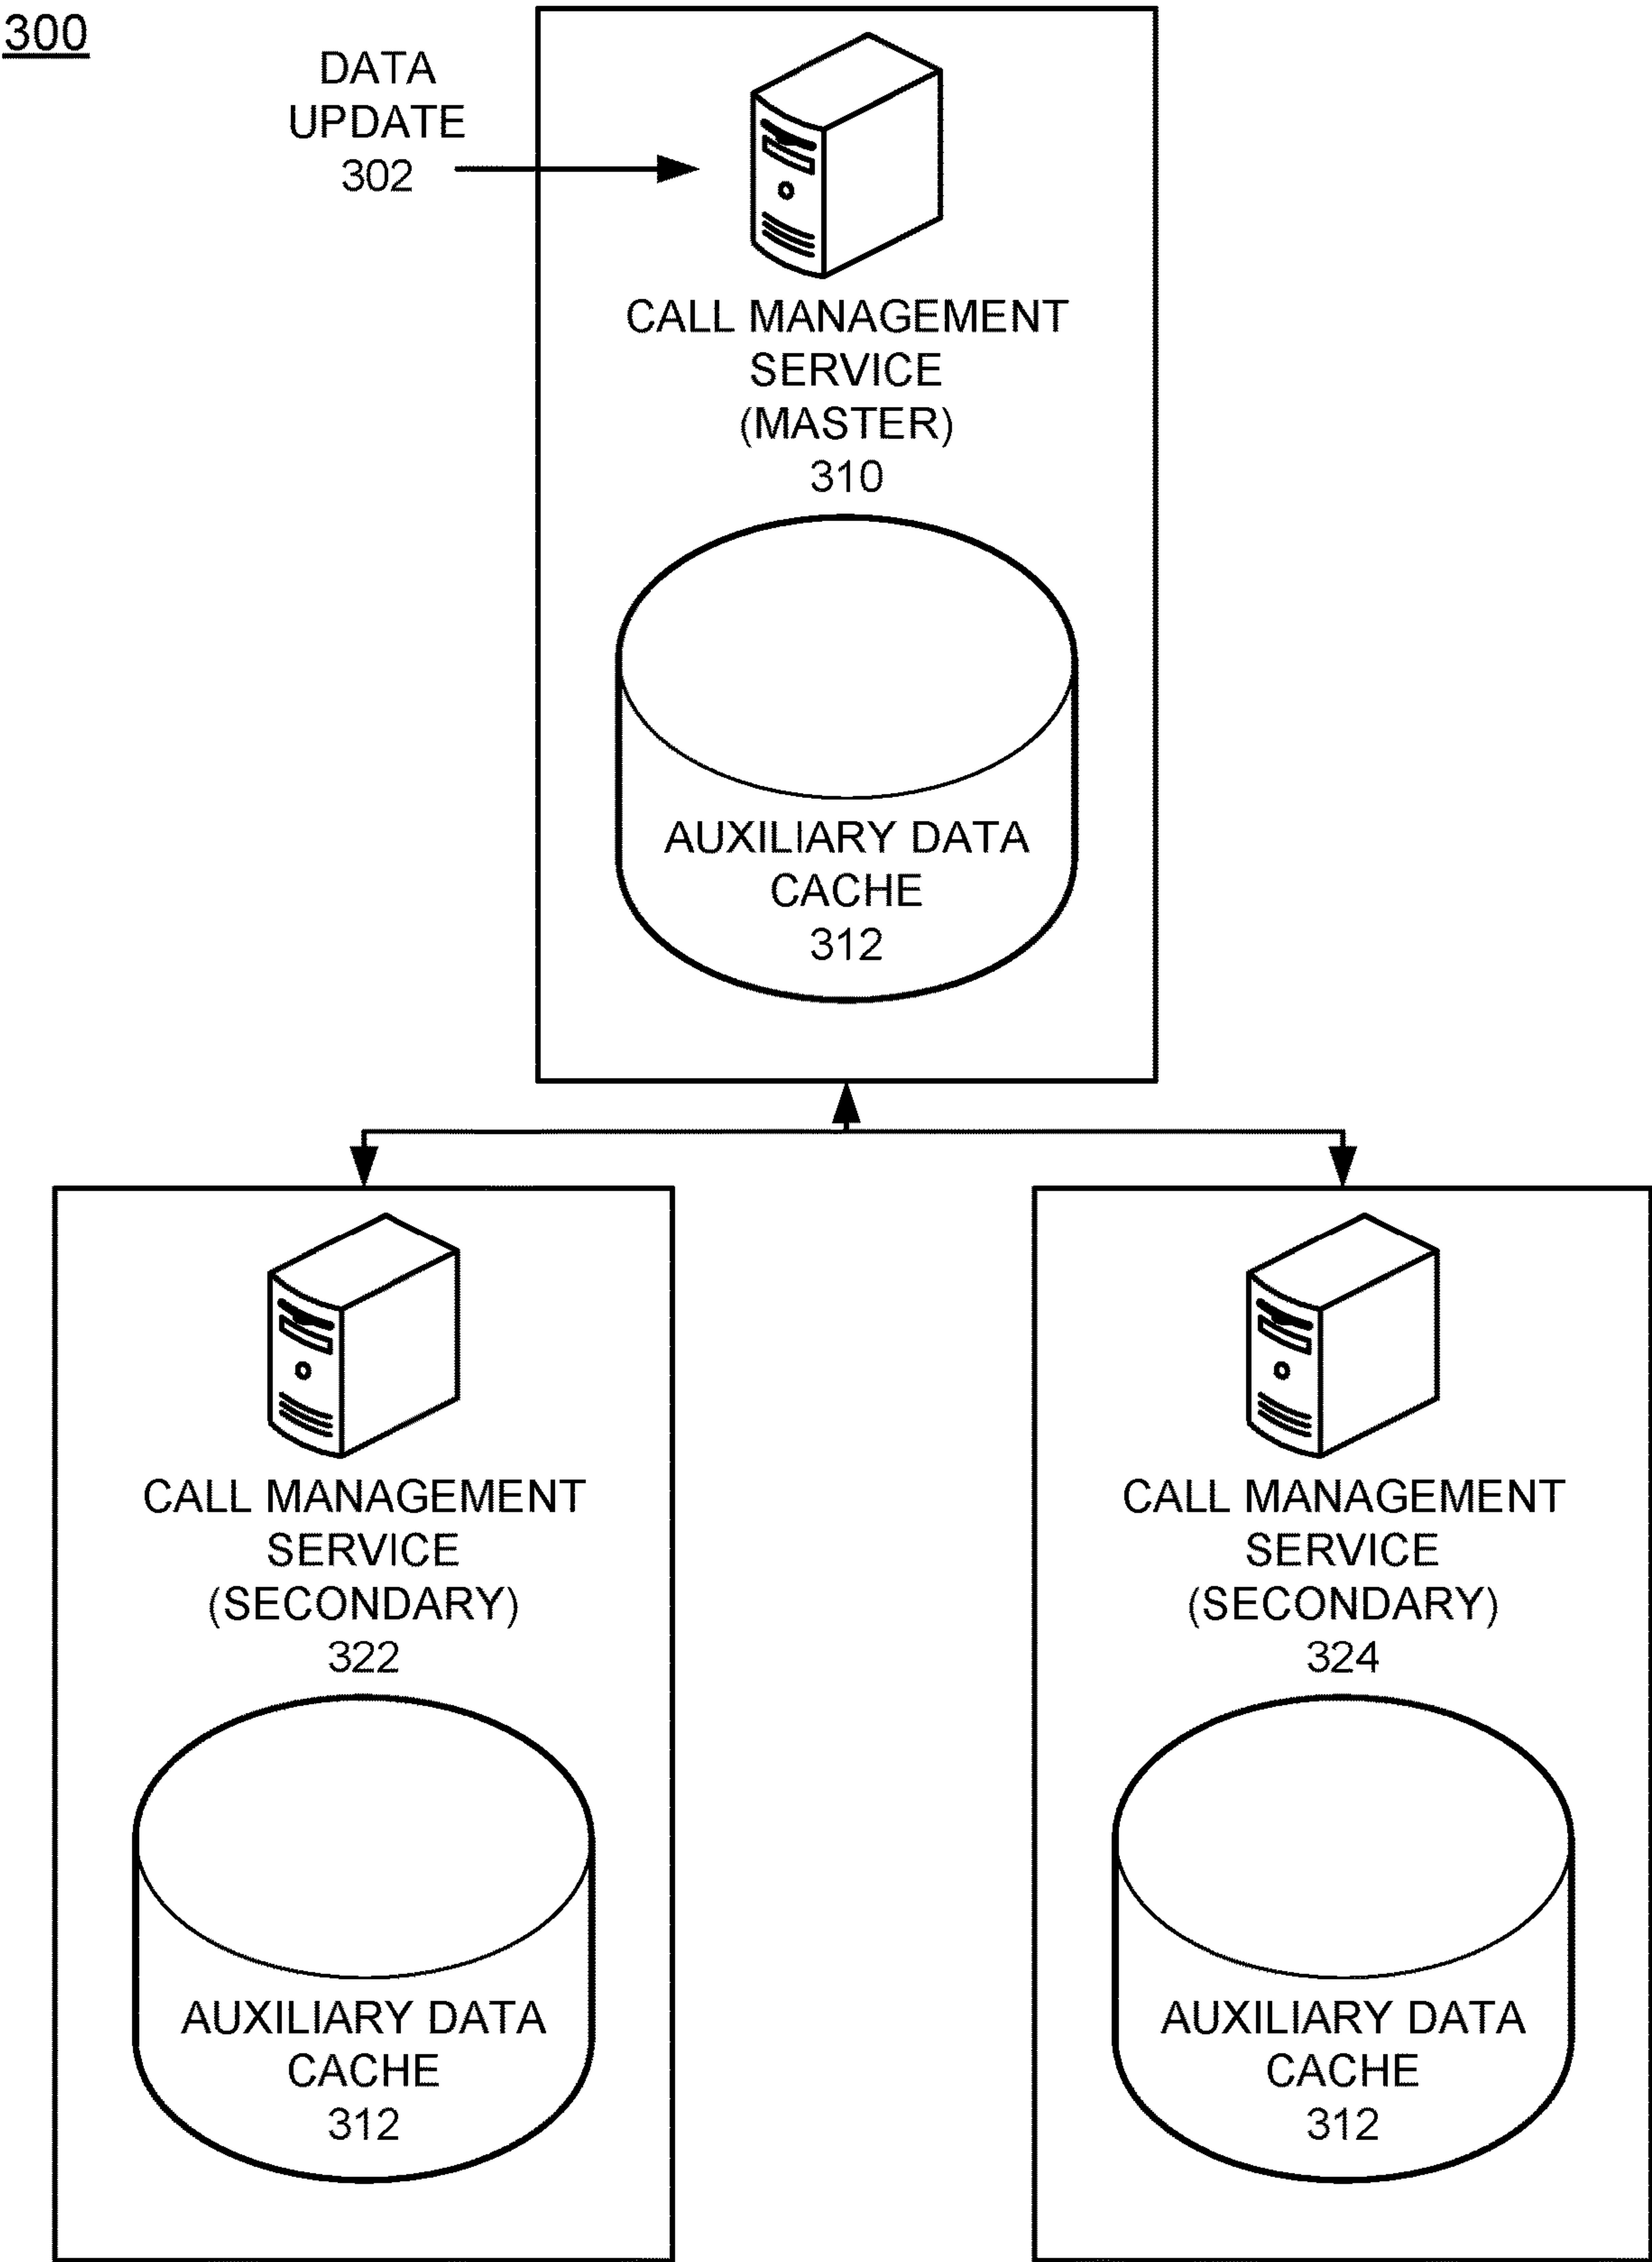 300
DATA
UPDATE
302
CALL MANAGEMENT
SERVICE
(MASTER)
310
AUXILIARY DATA
CACHE
312
CALL MANAGEMENT
SERVICE
(SECONDARY)
322
AUXILIARY DATA
CACHE
312
CALL MANAGEMENT
SERVICE
(SECONDARY)
324
AUXILIARY DATA
CACHE
312